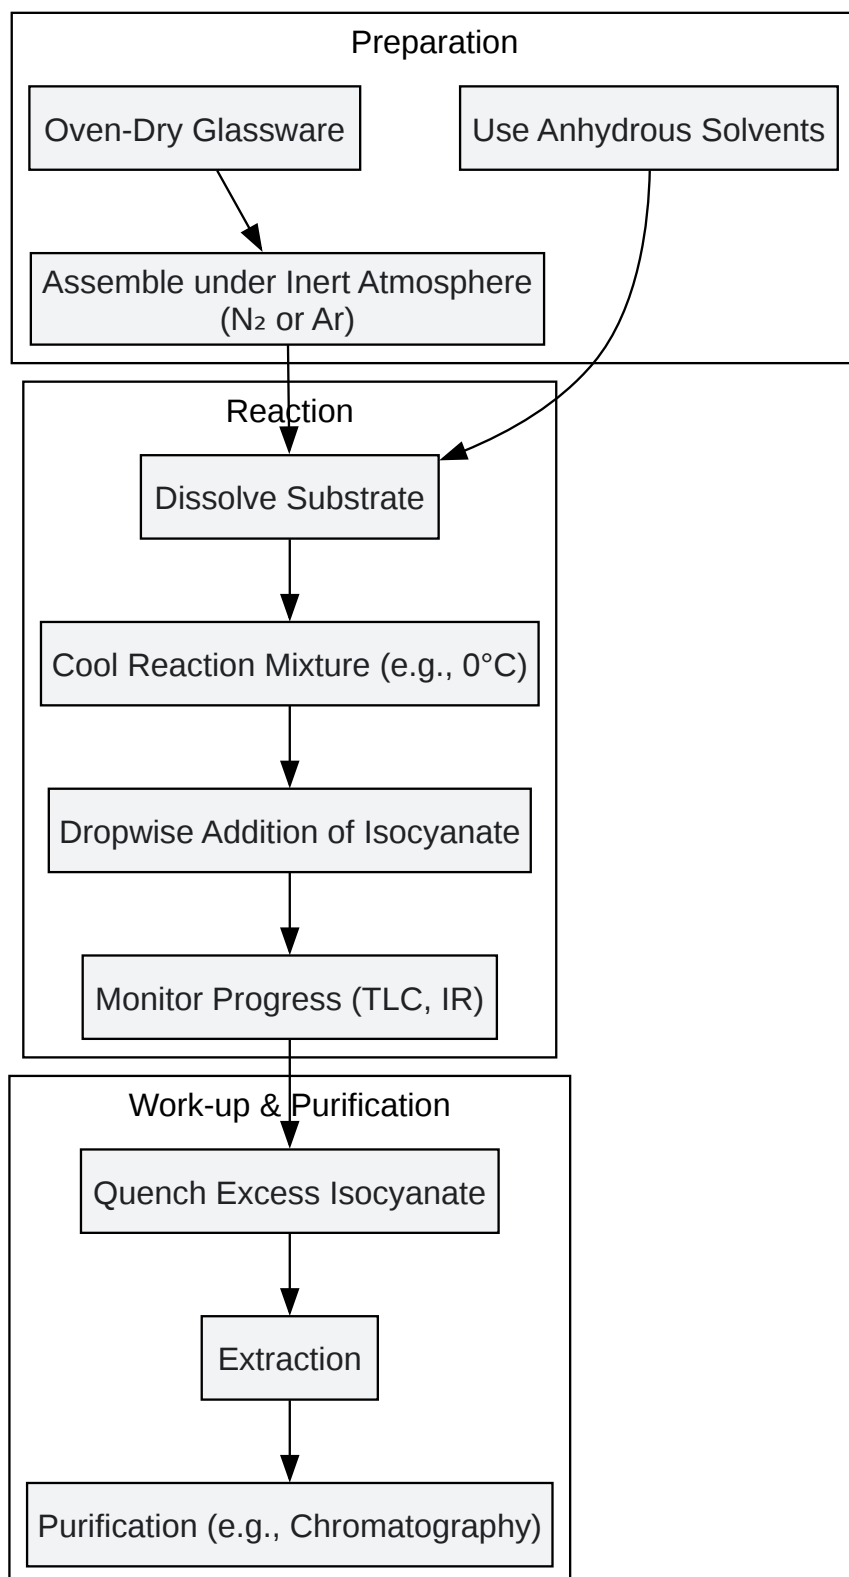 Preparation
Oven-Dry Glassware
Use Anhydrous Solvents
Assemble under Inert Atmosphere
(N₂ or Ar)
Reaction
Dissolve Substrate
Cool Reaction Mixture (e.g., 0°C)
Dropwise Addition of Isocyanate
Monitor Progress (TLC, IR)
Work-up & Purification
Quench Excess Isocyanate
Extraction
Purification (e.g., Chromatography)